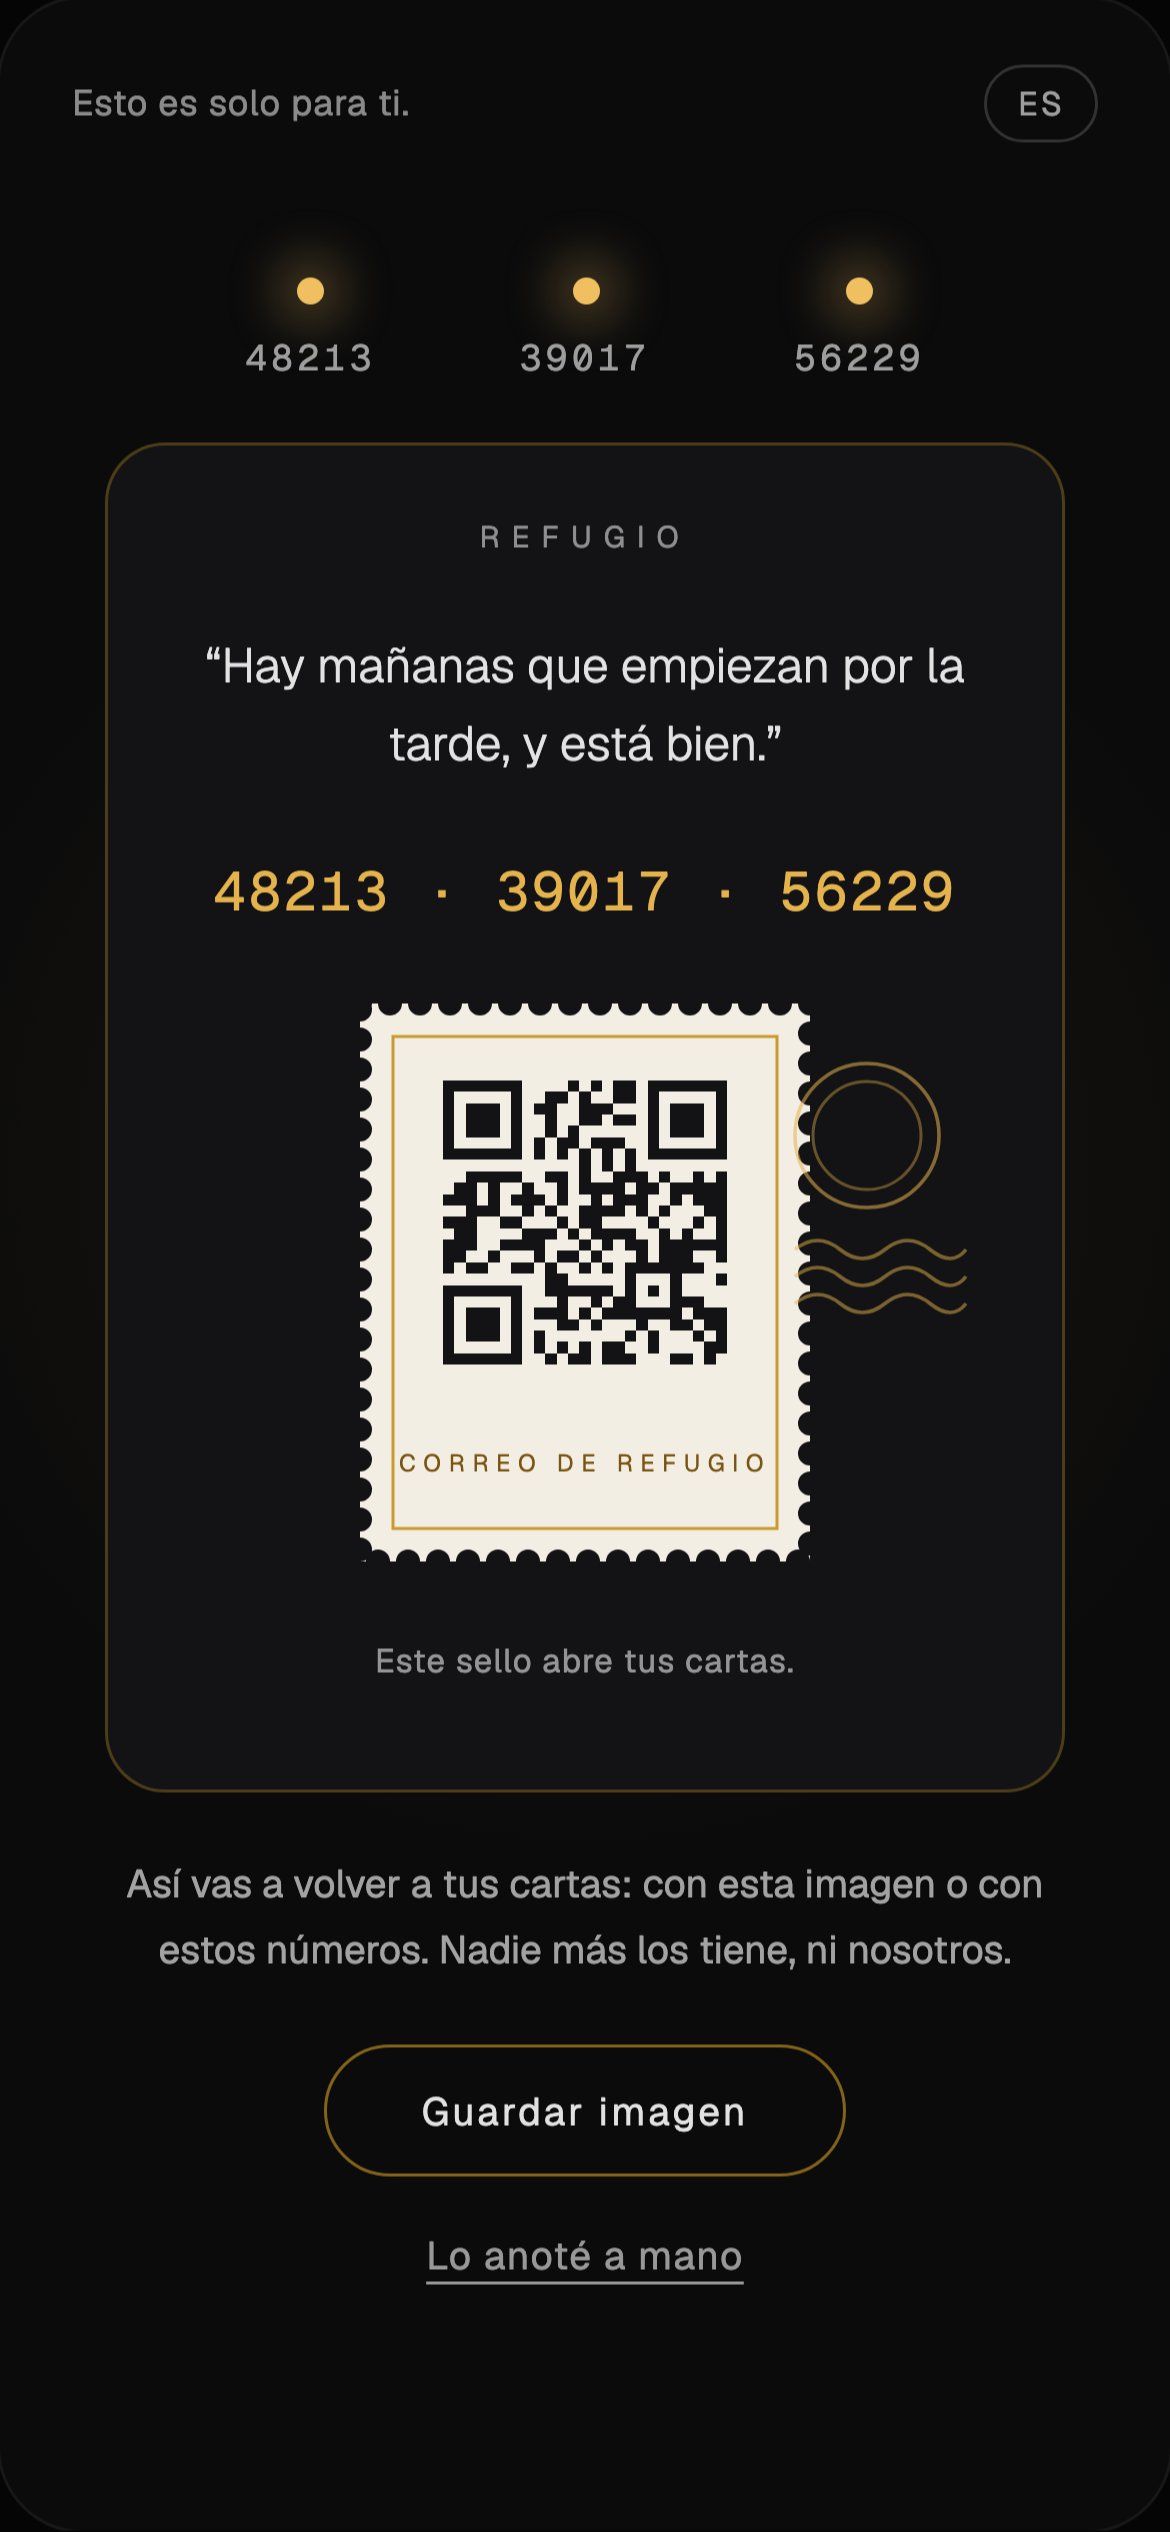 Esto es solo para ti.
ES
48213 39017 56229
REFUGIO
“Hay mañanas que empiezan por la
tarde, y está bien.”
48213 · 39017 · 56229
CORREO DE REFUGIO
Este sello abre tus cartas.
Así vas a volver a tus cartas: con esta imagen o con
estos números. Nadie más los tiene, ni nosotros.
Guardar imagen
Lo anoté a mano